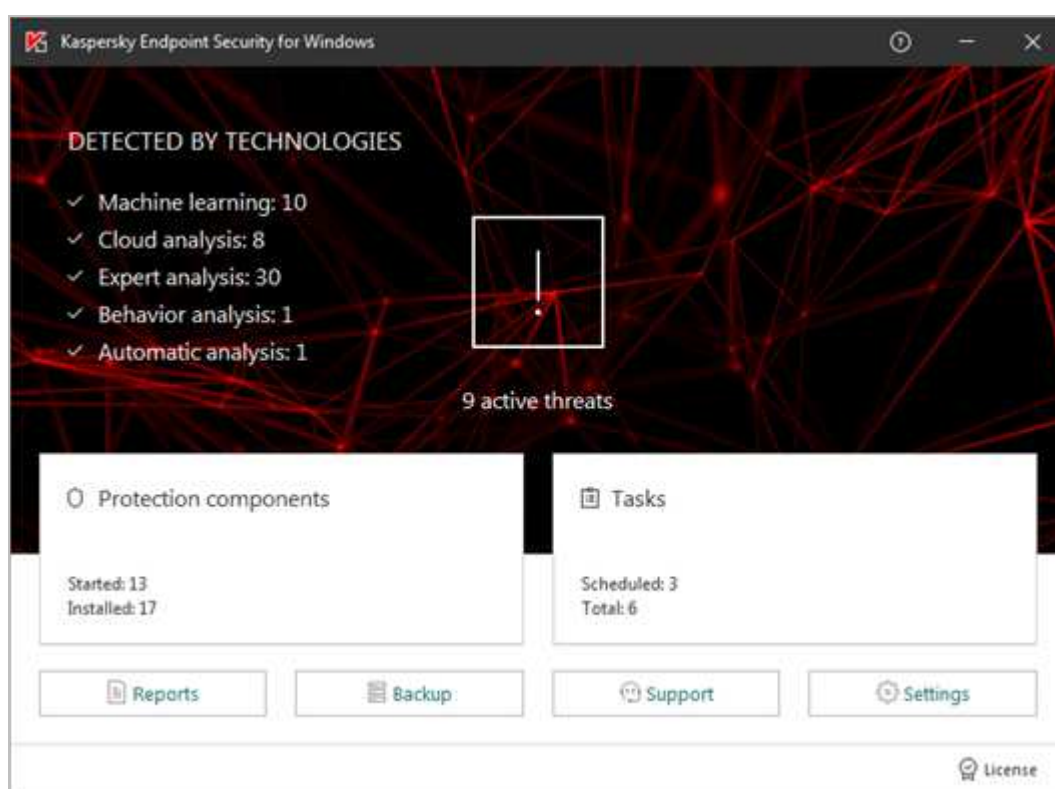 Kaspersky Endpoint Security for Windows
DETECTED BY TECHNOLOGIES
Machine learning: 10
Cloud analysis: 8
Expert analysis: 30
Behavior analysis: 1
Automatic analysis: 1
9 active threats
Protection components
Started: 13
Installed: 17
Tasks
Scheduled: 3
Total: 6
Reports
Backup
Support
Settings
License